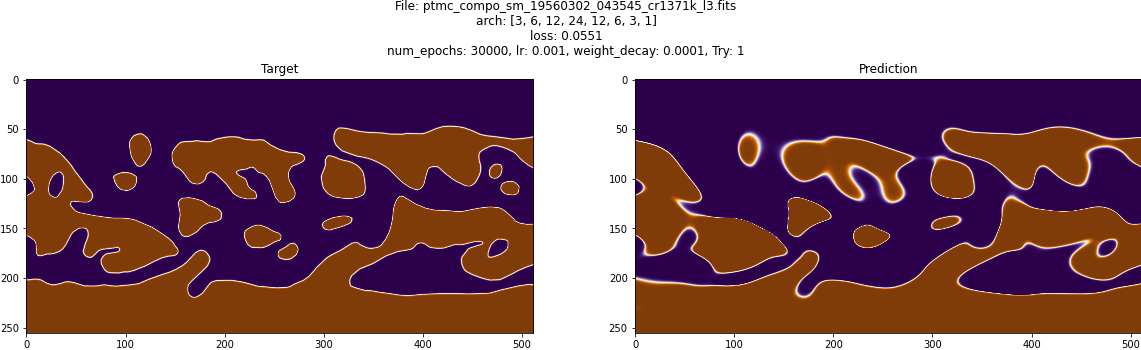 File: ptmc_compo_sm_19560302_043545_cr1371k_l3.fits
arch: [3, 6, 12, 24, 12, 6, 3, 1]
loss: 0.0551
num_epochs: 30000, lr: 0.001, weight_decay: 0.0001, Try: 1
Target
0
50
100
150
200
250
0 100 200 300 400 500
Prediction
0
50
100
150
200
250
0 100 200 300 400 500